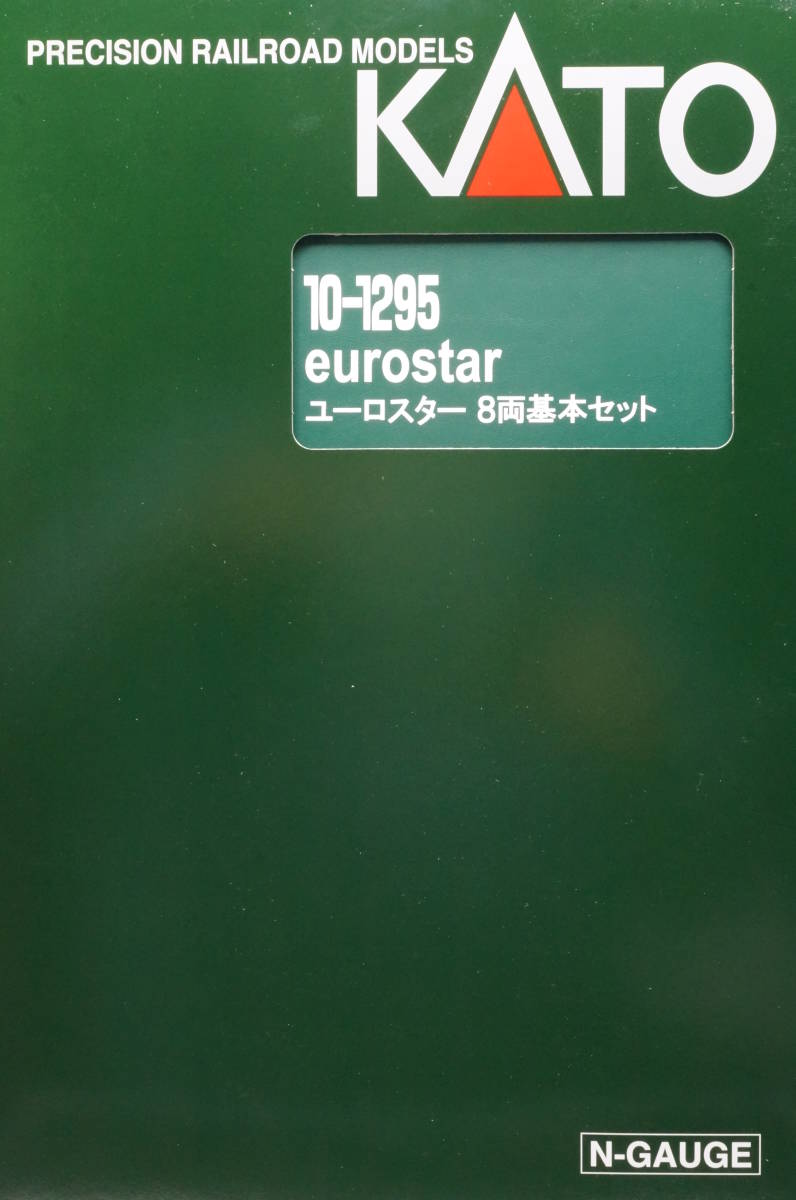 PRECISION RAILROAD MODELS
KATO
10-1295
eurostar
ユーロスター 8両基本セット
N-GAUGE